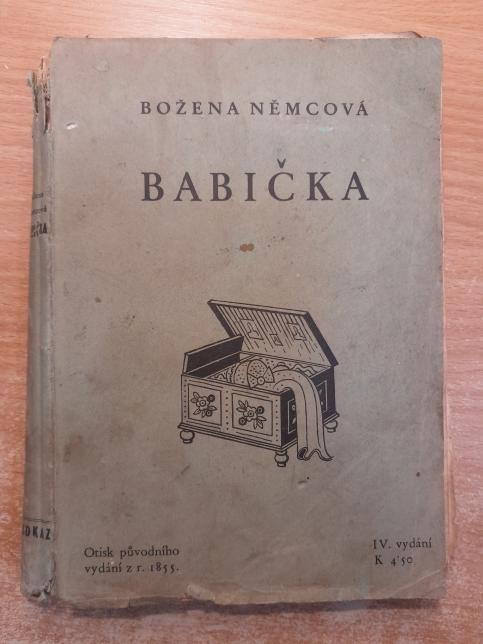 BOŽENA NĚMCOVÁ
BABIČKA
Otisk původního
vydání z r. 1855.
IV. vydání
K 4·50